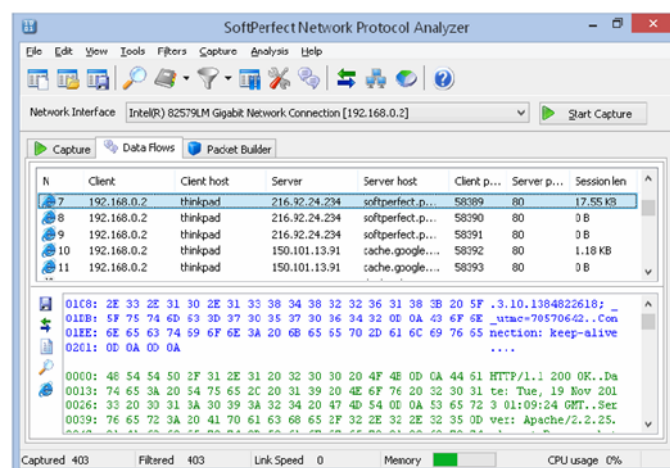 SoftPerfect Network Protocol Analyzer
File Edit View Tools Filters Capture Analysis Help
Network Interface Intel(R) 82579LM Gigabit Network Connection [192.168.0.2] Start Capture
Capture Data Flows Packet Builder
N Client Client host Server Server host Client p... Server p... Session len
7 192.168.0.2 thinkpad 216.92.24.234 softperfect.p... 58389 80 17.55 KB
8 192.168.0.2 thinkpad 216.92.24.234 softperfect.p... 58390 80 0 B
9 192.168.0.2 thinkpad 216.92.24.234 softperfect.p... 58391 80 0 B
10 192.168.0.2 thinkpad 150.101.13.91 cache.google.... 58392 80 1.18 KB
11 192.168.0.2 thinkpad 150.101.13.91 cache.google.... 58393 80 0 B
01C8: 2E 33 2E 31 30 2E 31 33 38 34 38 32 32 36 31 38 3B 20 5F .3.10.1384822618; _
01DB: 5F 75 74 6D 63 3D 37 30 35 37 30 36 34 32 0D 0A 43 6F 6E _utmc=70570642..Con
01EE: 6E 65 63 74 69 6F 6E 3A 20 6B 65 65 70 2D 61 6C 69 76 65 nection: keep-alive
0201: 0D 0A 0D 0A ....
0000: 48 54 54 50 2F 31 2E 31 20 32 30 30 20 4F 4B 0D 0A 44 61 HTTP/1.1 200 OK..Da
0013: 74 65 3A 20 54 75 65 2C 20 31 39 20 4E 6F 76 20 32 30 31 te: Tue, 19 Nov 201
0026: 33 20 30 31 3A 30 39 3A 32 34 20 47 4D 54 0D 0A 53 65 72 3 01:09:24 GMT..Ser
0039: 76 65 72 3A 20 41 70 61 63 68 65 2F 32 2E 32 2E 32 35 0D ver: Apache/2.2.25.
Captured 403 Filtered 403 Link Speed 0 Memory CPU usage 0%